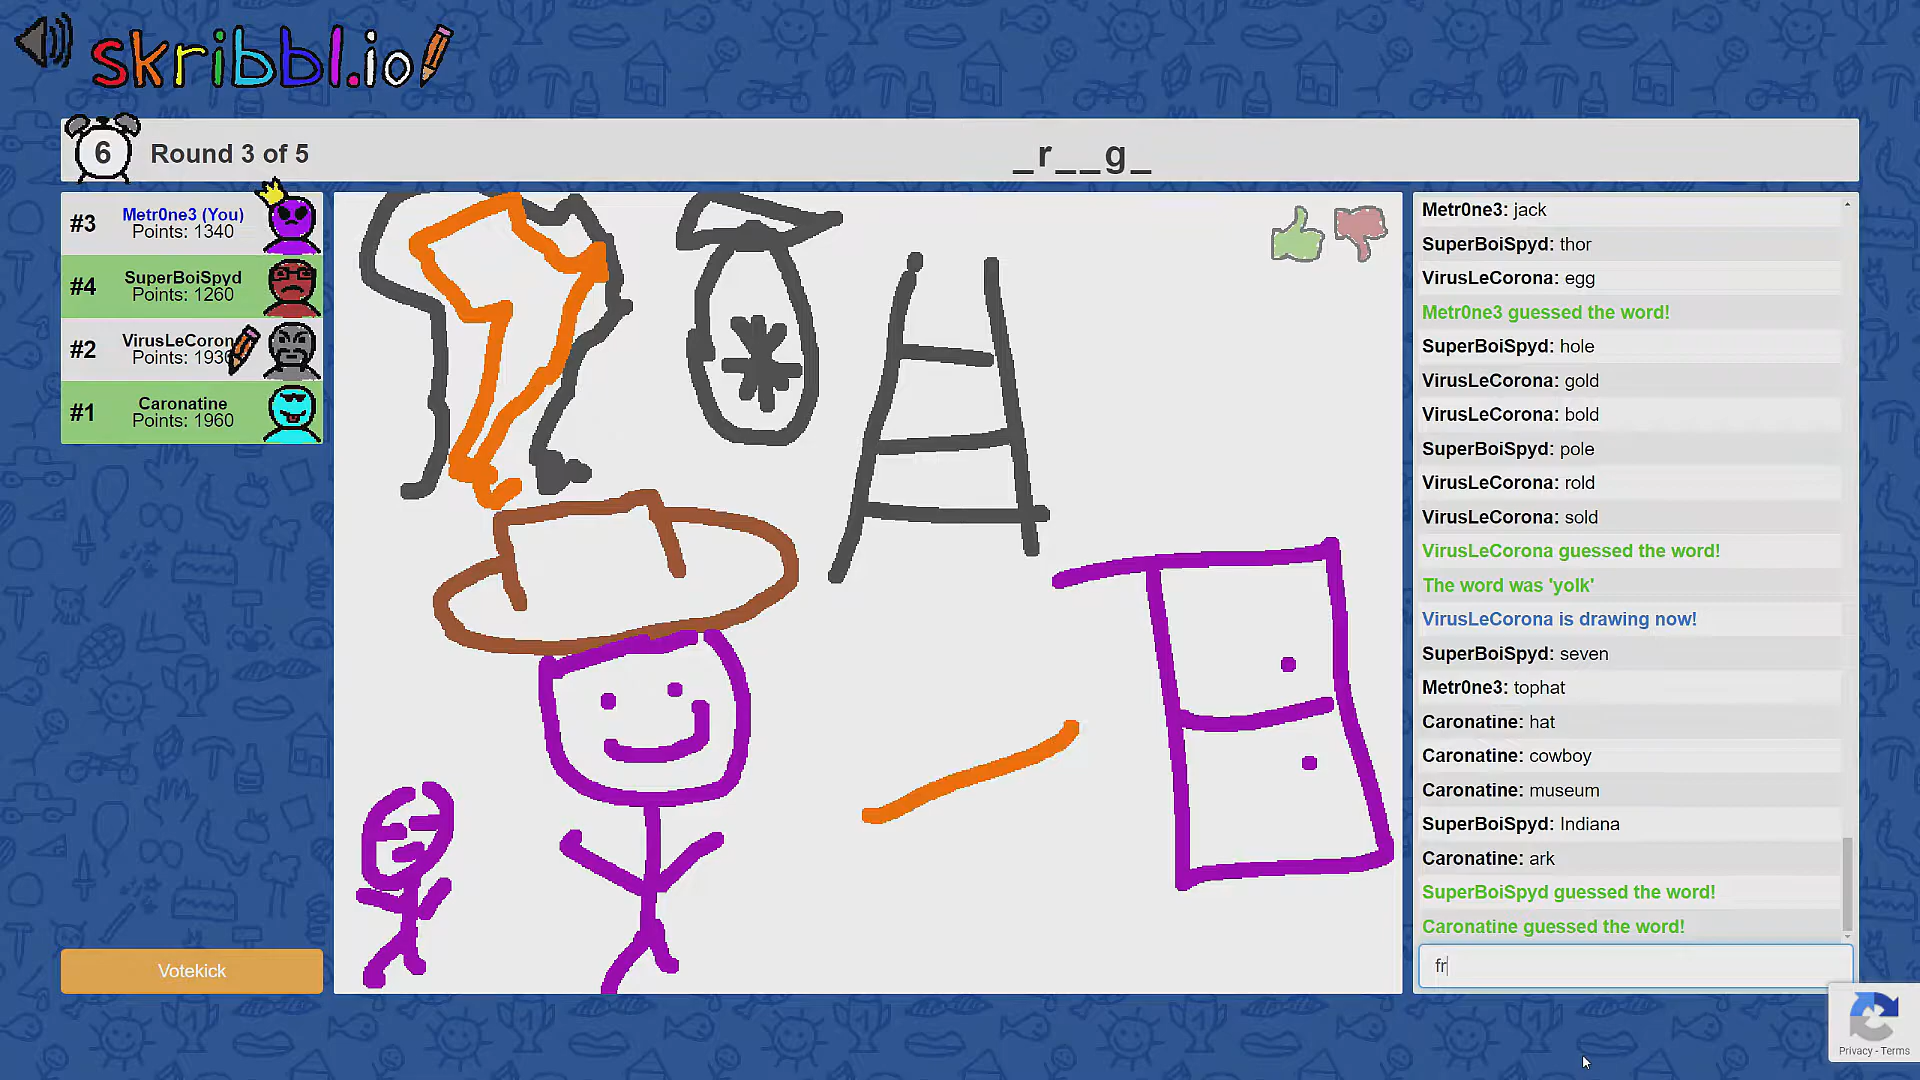 skribbl.io
6
Round 3 of 5
_r__g_
#3
Metr0ne3 (You)
Points: 1340
#4
SuperBoiSpyd
Points: 1260
#2
VirusLeCoron
Points: 1936
#1
Caronatine
Points: 1960
Votekick
Metr0ne3: jack
SuperBoiSpyd: thor
VirusLeCorona: egg
Metr0ne3 guessed the word!
SuperBoiSpyd: hole
VirusLeCorona: gold
VirusLeCorona: bold
SuperBoiSpyd: pole
VirusLeCorona: rold
VirusLeCorona: sold
VirusLeCorona guessed the word!
The word was 'yolk'
VirusLeCorona is drawing now!
SuperBoiSpyd: seven
Metr0ne3: tophat
Caronatine: hat
Caronatine: cowboy
Caronatine: museum
SuperBoiSpyd: Indiana
Caronatine: ark
SuperBoiSpyd guessed the word!
Caronatine guessed the word!
fr
Privacy - Terms